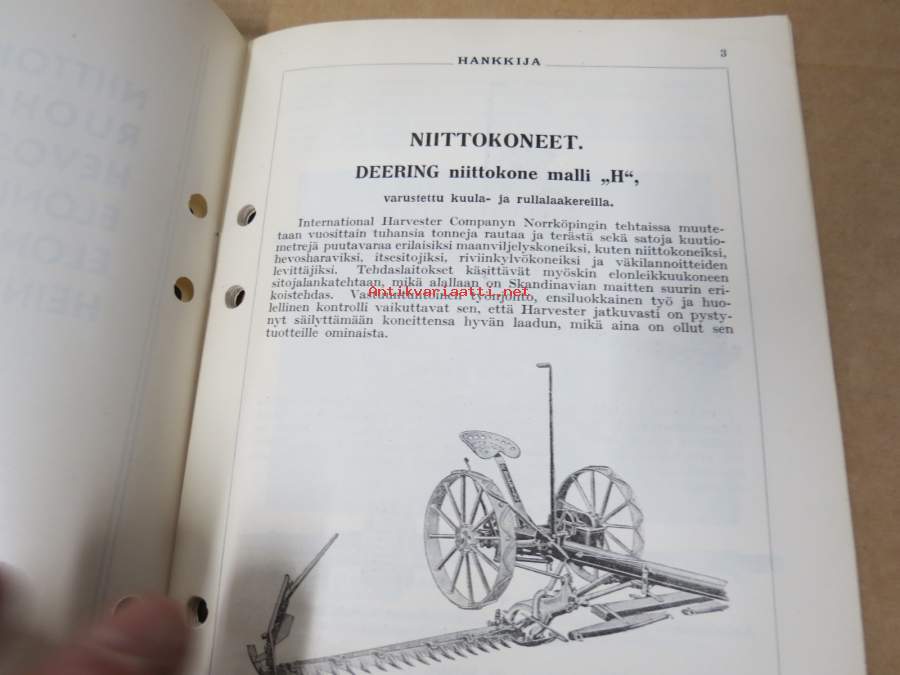 HANKKIJA
3
NIITTOKONEET.
DEERING niittokone malli „H“,
varustettu kuula- ja rullalaakereilla.
International Harvester Companyn Norrköpingin tehtaissa muute-
taan vuosittain tuhansia tonneja rautaa ja terästä sekä satoja kuutio-
metrejä puutavaraa erilaisiksi maanviljelyskoneiksi, kuten niittokoneiksi,
hevosharaviksi, itsesitojiksi, riviinkylvökoneiksi ja väkilannoitteiden
levittäjiksi. Tehdaslaitokset käsittävät myöskin elonleikkuukoneen
sitojalankatehtaan, mikä alallaan on Skandinavian maitten suurin eri-
koistehdas. Vastuuntuntoinen työnjohto, ensiluokkainen työ ja huo-
lellinen kontrolli vaikuttavat sen, että Harvester jatkuvasti on pysty-
nyt säilyttämään koneittensa hyvän laadun, mikä aina on ollut sen
tuotteille ominaista.
Antikvariaatti.net